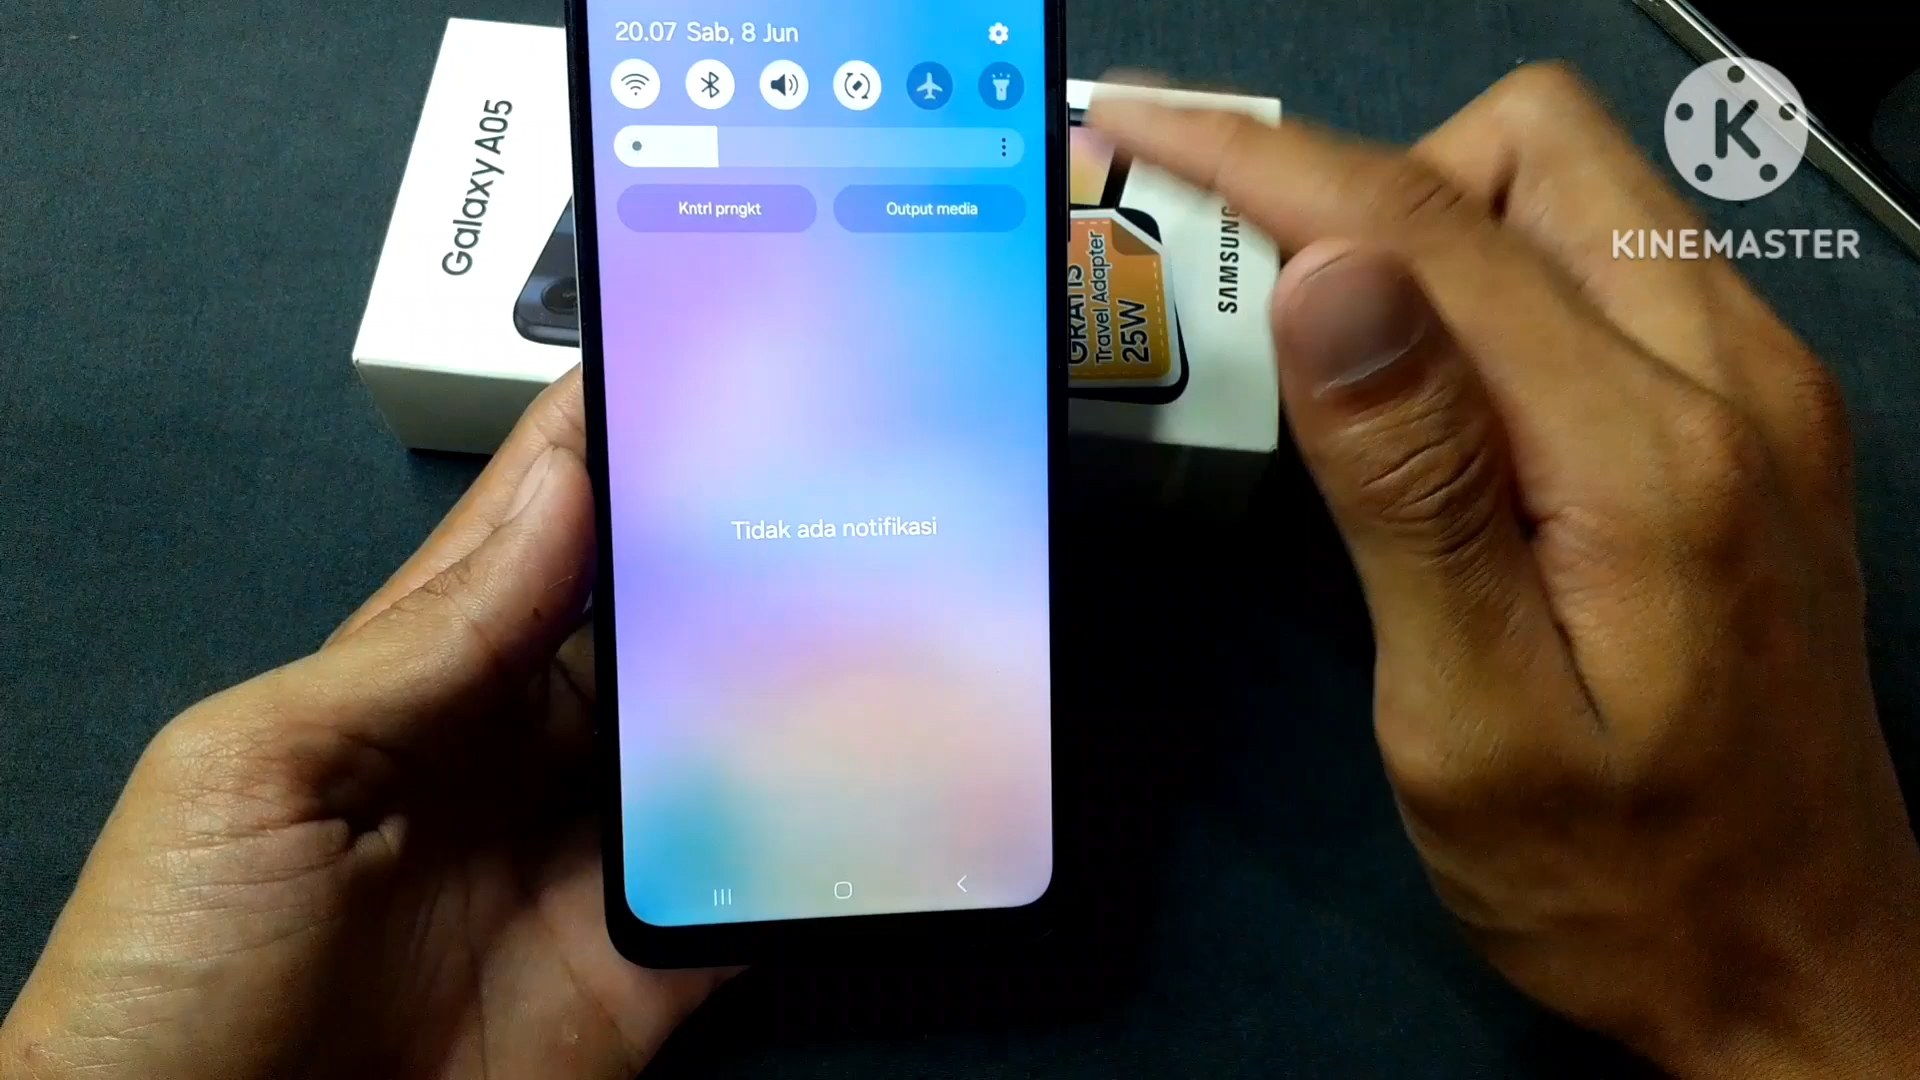 20.07 Sab, 8 Jun
Kntrl prngkt
Output media
Tidak ada notifikasi
Galaxy A05
GRATIS
Travel Adapter
25W
SAMSUNG
K
KINEMASTER